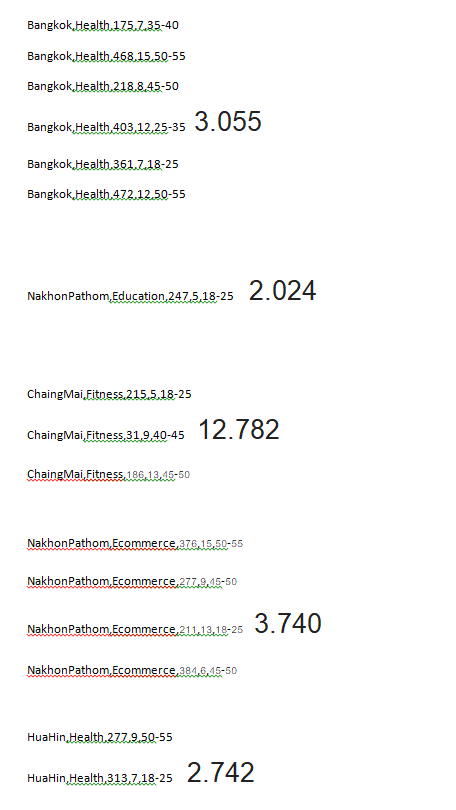 Bangkok,Health,175,7,35-40
Bangkok,Health,468,15,50-55
Bangkok,Health,218,8,45-50
Bangkok,Health,403,12,25-35 3.055
Bangkok,Health,361,7,18-25
Bangkok,Health,472,12,50-55
NakhonPathom,Education,247,5,18-25 2.024
ChaingMai,Fitness,215,5,18-25
ChaingMai,Fitness,31,9,40-45 12.782
ChaingMai,Fitness,186,13,45-50
NakhonPathom,Ecommerce,376,15,50-55
NakhonPathom,Ecommerce,277,9,45-50
NakhonPathom,Ecommerce,211,13,18-25 3.740
NakhonPathom,Ecommerce,384,6,45-50
HuaHin,Health,277,9,50-55
HuaHin,Health,313,7,18-25 2.742